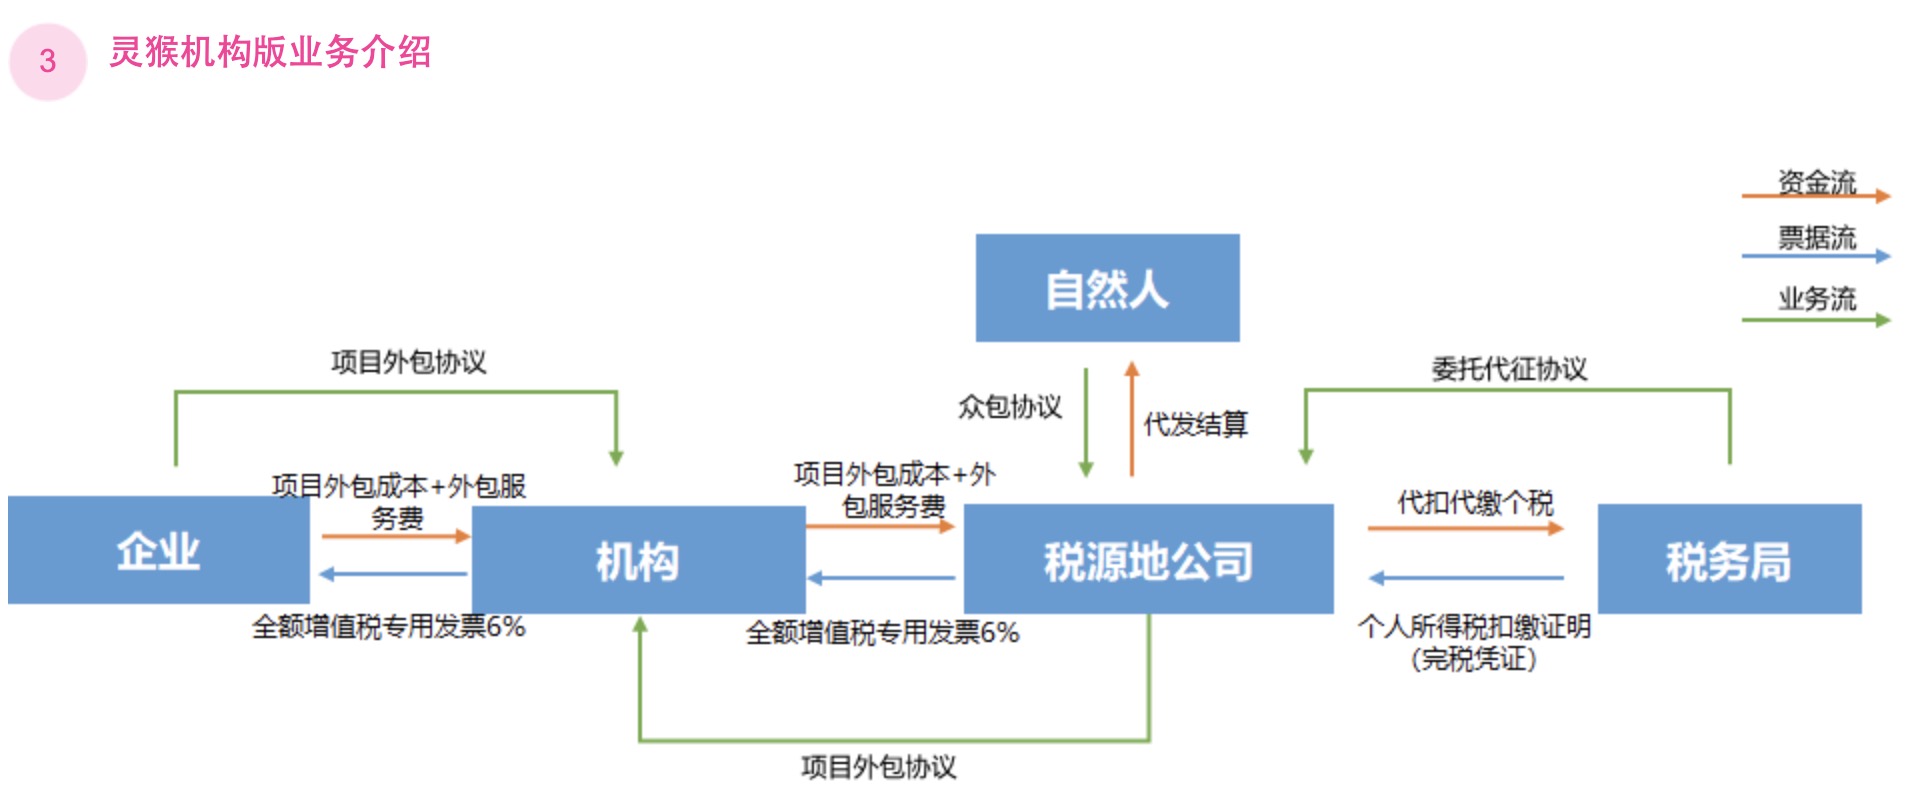 3
灵猴机构版业务介绍
资金流
票据流
业务流
自然人
项目外包协议
委托代征协议
众包协议
代发结算
项目外包成本+外包服
务费
项目外包成本+外
包服务费
代扣代缴个税
企业
机构
税源地公司
税务局
全额增值税专用发票6%
全额增值税专用发票6%
个人所得税扣缴证明
（完税凭证）
项目外包协议